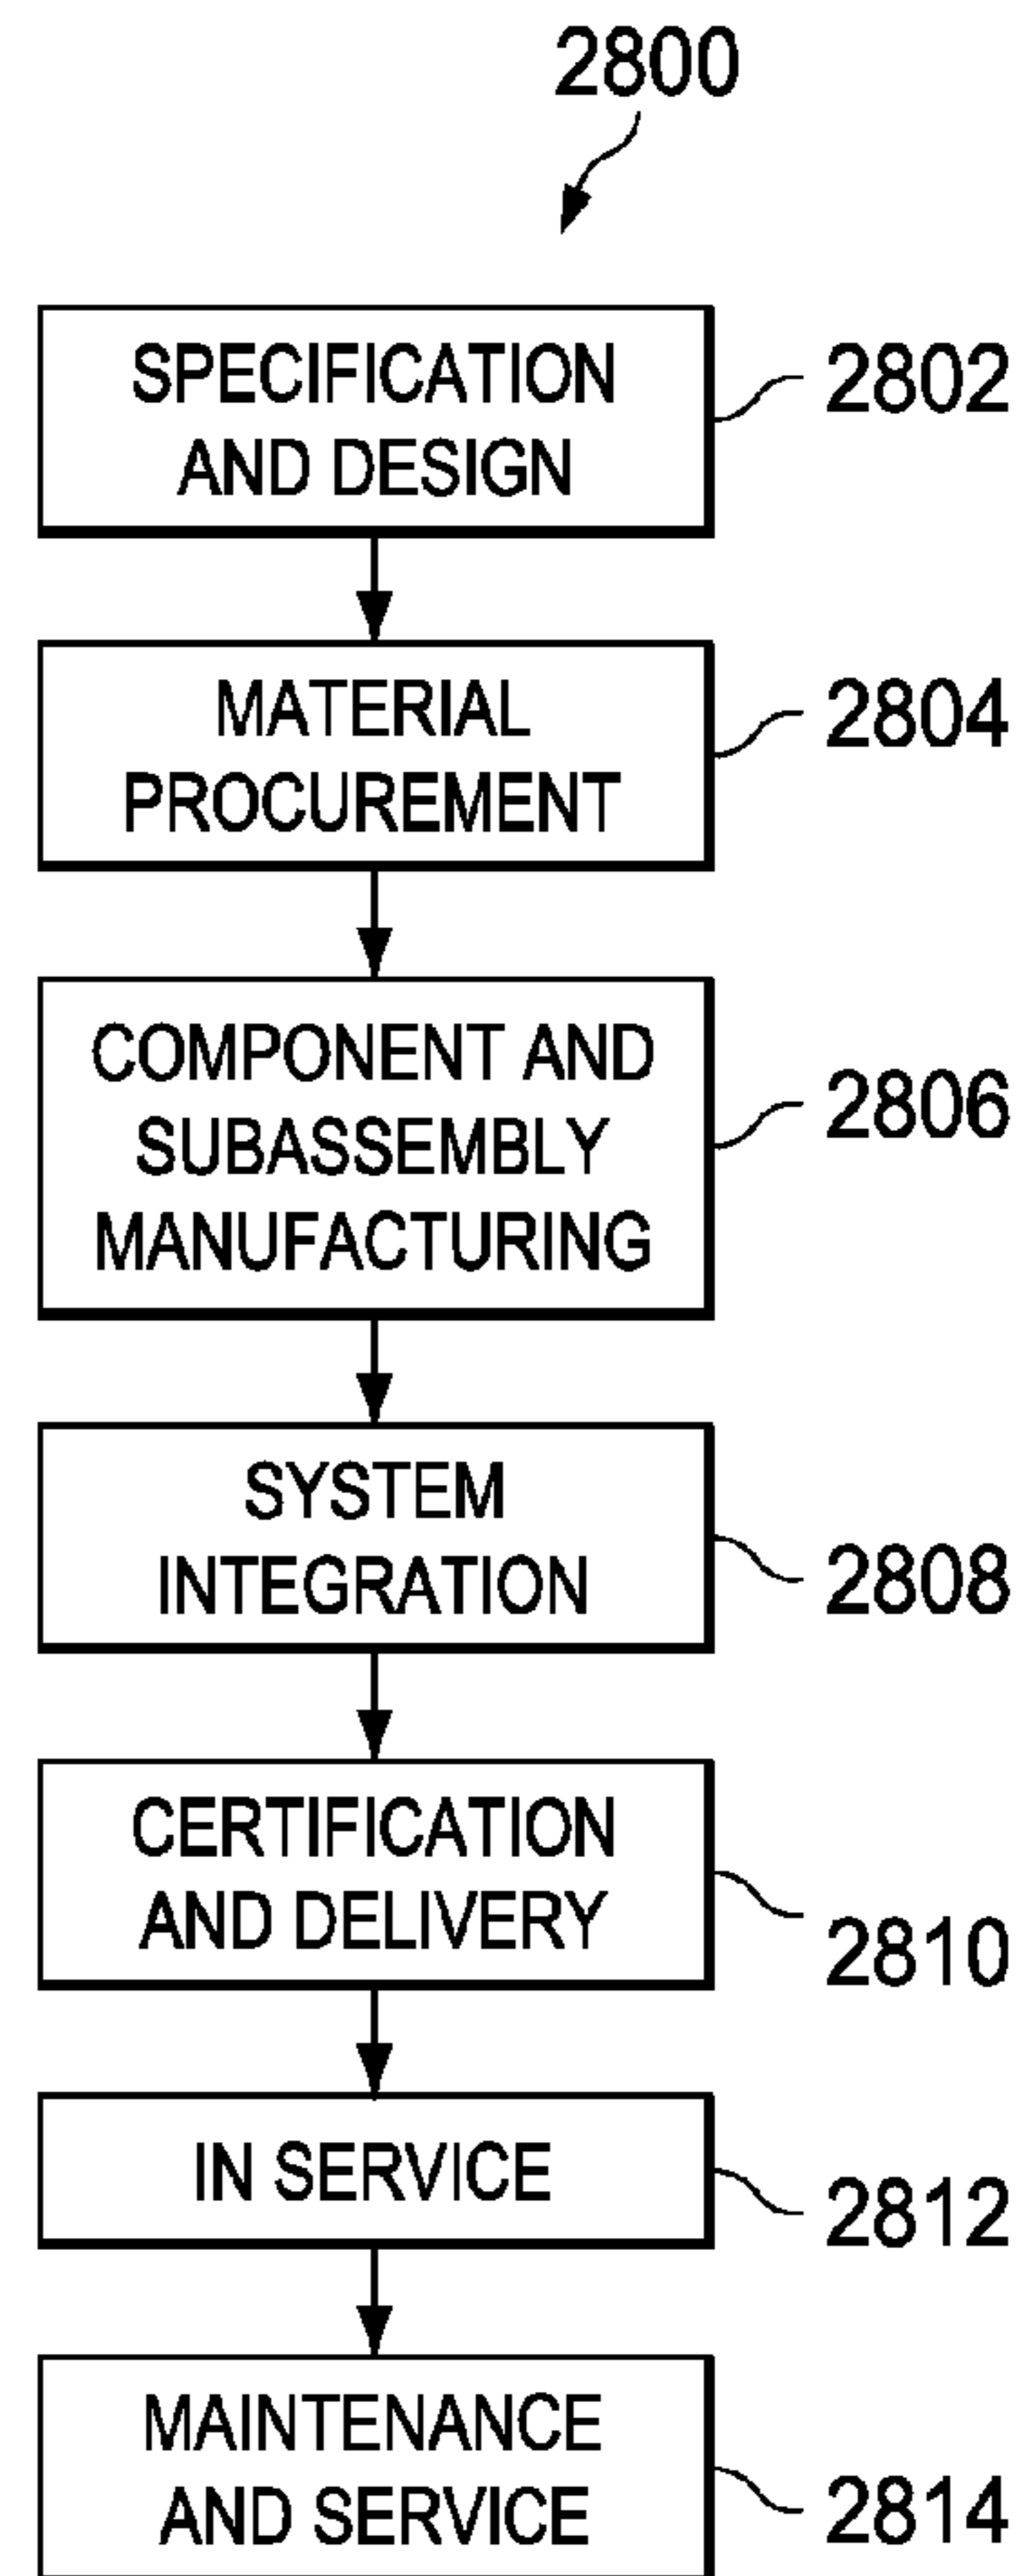 2800
SPECIFICATION
AND DESIGN
2802
MATERIAL
PROCUREMENT
2804
COMPONENT AND
SUBASSEMBLY
MANUFACTURING
2806
SYSTEM
INTEGRATION
2808
CERTIFICATION
AND DELIVERY
2810
IN SERVICE
2812
MAINTENANCE
AND SERVICE
2814